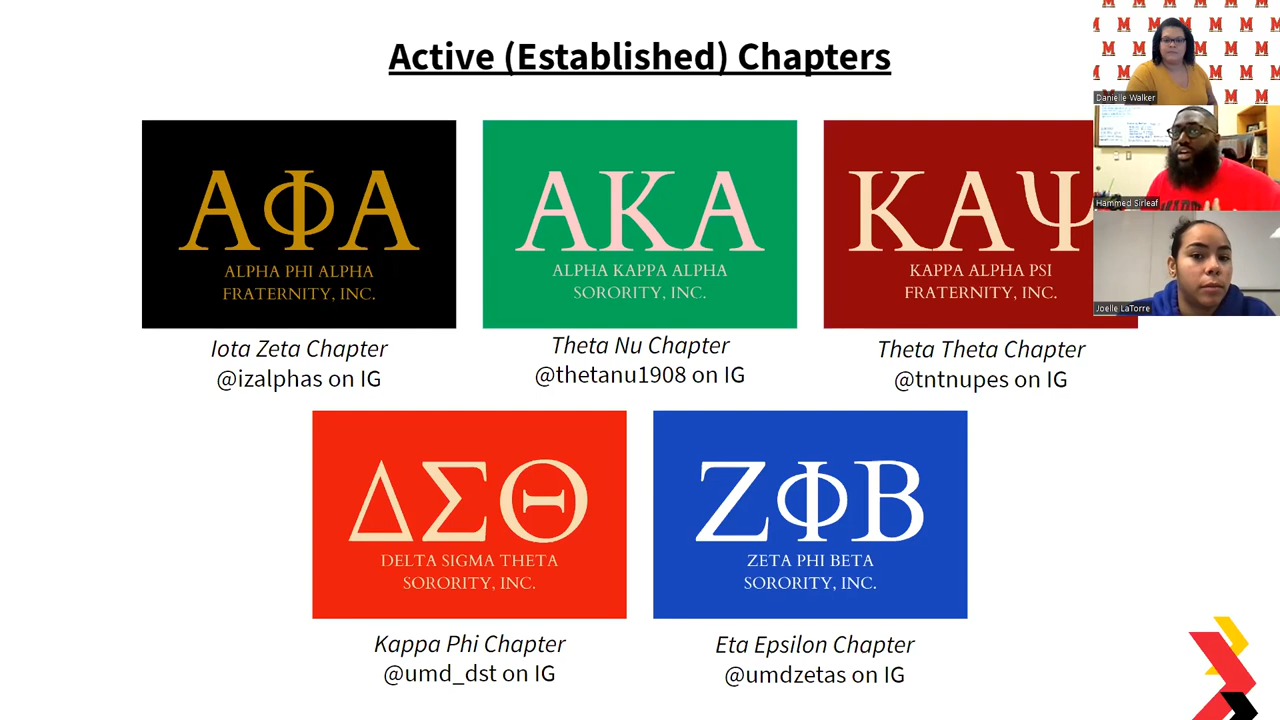 Active (Established) Chapters
ΑΦΑ
ALPHA PHI ALPHA
FRATERNITY, INC.
Iota Zeta Chapter
@izalphas on IG
ΑΚΑ
ALPHA KAPPA ALPHA
SORORITY, INC.
Theta Nu Chapter
@thetanu1908 on IG
ΚΑΨ
KAPPA ALPHA PSI
FRATERNITY, INC.
Theta Theta Chapter
@tntnupes on IG
ΔΣΘ
DELTA SIGMA THETA
SORORITY, INC.
Kappa Phi Chapter
@umd_dst on IG
ΖΦΒ
ZETA PHI BETA
SORORITY, INC.
Eta Epsilon Chapter
@umdzetas on IG
Danielle Walker
Hammed Sirleaf
Joelle LaTorre